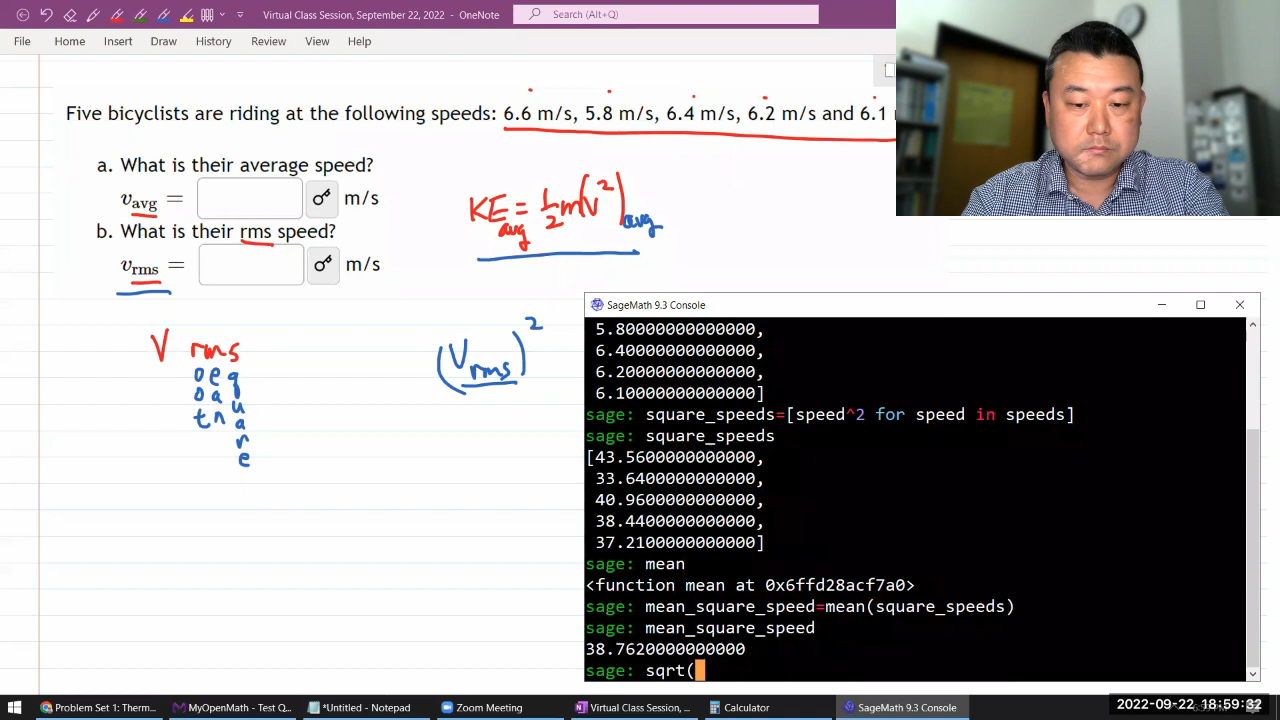 Virtual Class Session, September 22, 2022 - OneNote
Search (Alt+Q)
File Home Insert Draw History Review View Help
Five bicyclists are riding at the following speeds: 6.6 m/s, 5.8 m/s, 6.4 m/s, 6.2 m/s and 6.1
a. What is their average speed?
vavg = m/s
b. What is their rms speed?
vrms = m/s
KEavg = 1/2 m(v²)avg
V rms
oeq
oau
tna
r
e
(Vrms)²
SageMath 9.3 Console
5.80000000000000,
6.40000000000000,
6.20000000000000,
6.10000000000000]
sage: square_speeds=[speed^2 for speed in speeds]
sage: square_speeds
[43.5600000000000,
33.6400000000000,
40.9600000000000,
38.4400000000000,
37.2100000000000]
sage: mean
<function mean at 0x6ffd28acf7a0>
sage: mean_square_speed=mean(square_speeds)
sage: mean_square_speed
38.7620000000000
sage: sqrt(
Problem Set 1: Therm... MyOpenMath - Test Q... *Untitled - Notepad Zoom Meeting Virtual Class Session,... Calculator SageMath 9.3 Console
2022-09-22 18:59:32